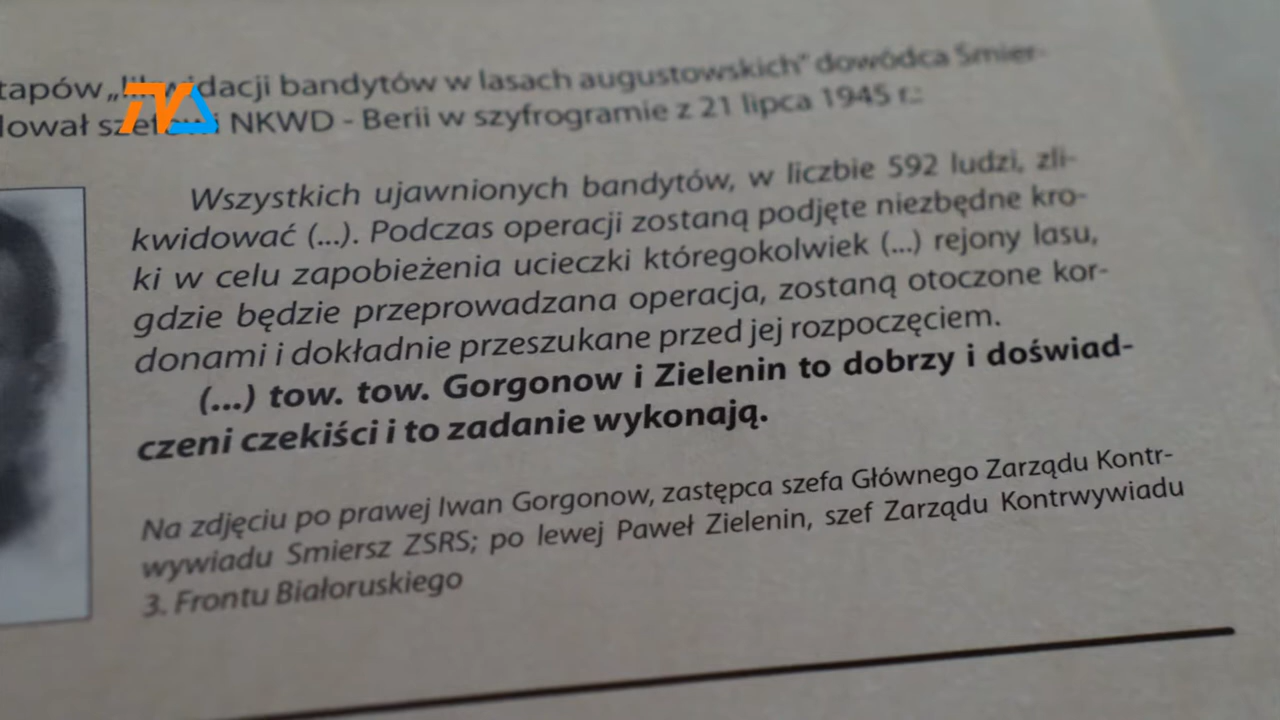 tapów „likwidacji bandytów w lasach augustowskich” dowódca Smier-
lował szefowi NKWD - Berii w szyfrogramie z 21 lipca 1945 r.:
Wszystkich ujawnionych bandytów, w liczbie 592 ludzi, zli-
kwidować (...). Podczas operacji zostaną podjęte niezbędne kro-
ki w celu zapobieżenia ucieczki któregokolwiek (...) rejony lasu,
gdzie będzie przeprowadzana operacja, zostaną otoczone kor-
donami i dokładnie przeszukane przed jej rozpoczęciem.
(...) tow. tow. Gorgonow i Zielenin to dobrzy i doświad-
czeni czekiści i to zadanie wykonają.
Na zdjęciu po prawej Iwan Gorgonow, zastępca szefa Głównego Zarządu Kontr-
wywiadu Smiersz ZSRS; po lewej Paweł Zielenin, szef Zarządu Kontrwywiadu
3. Frontu Białoruskiego